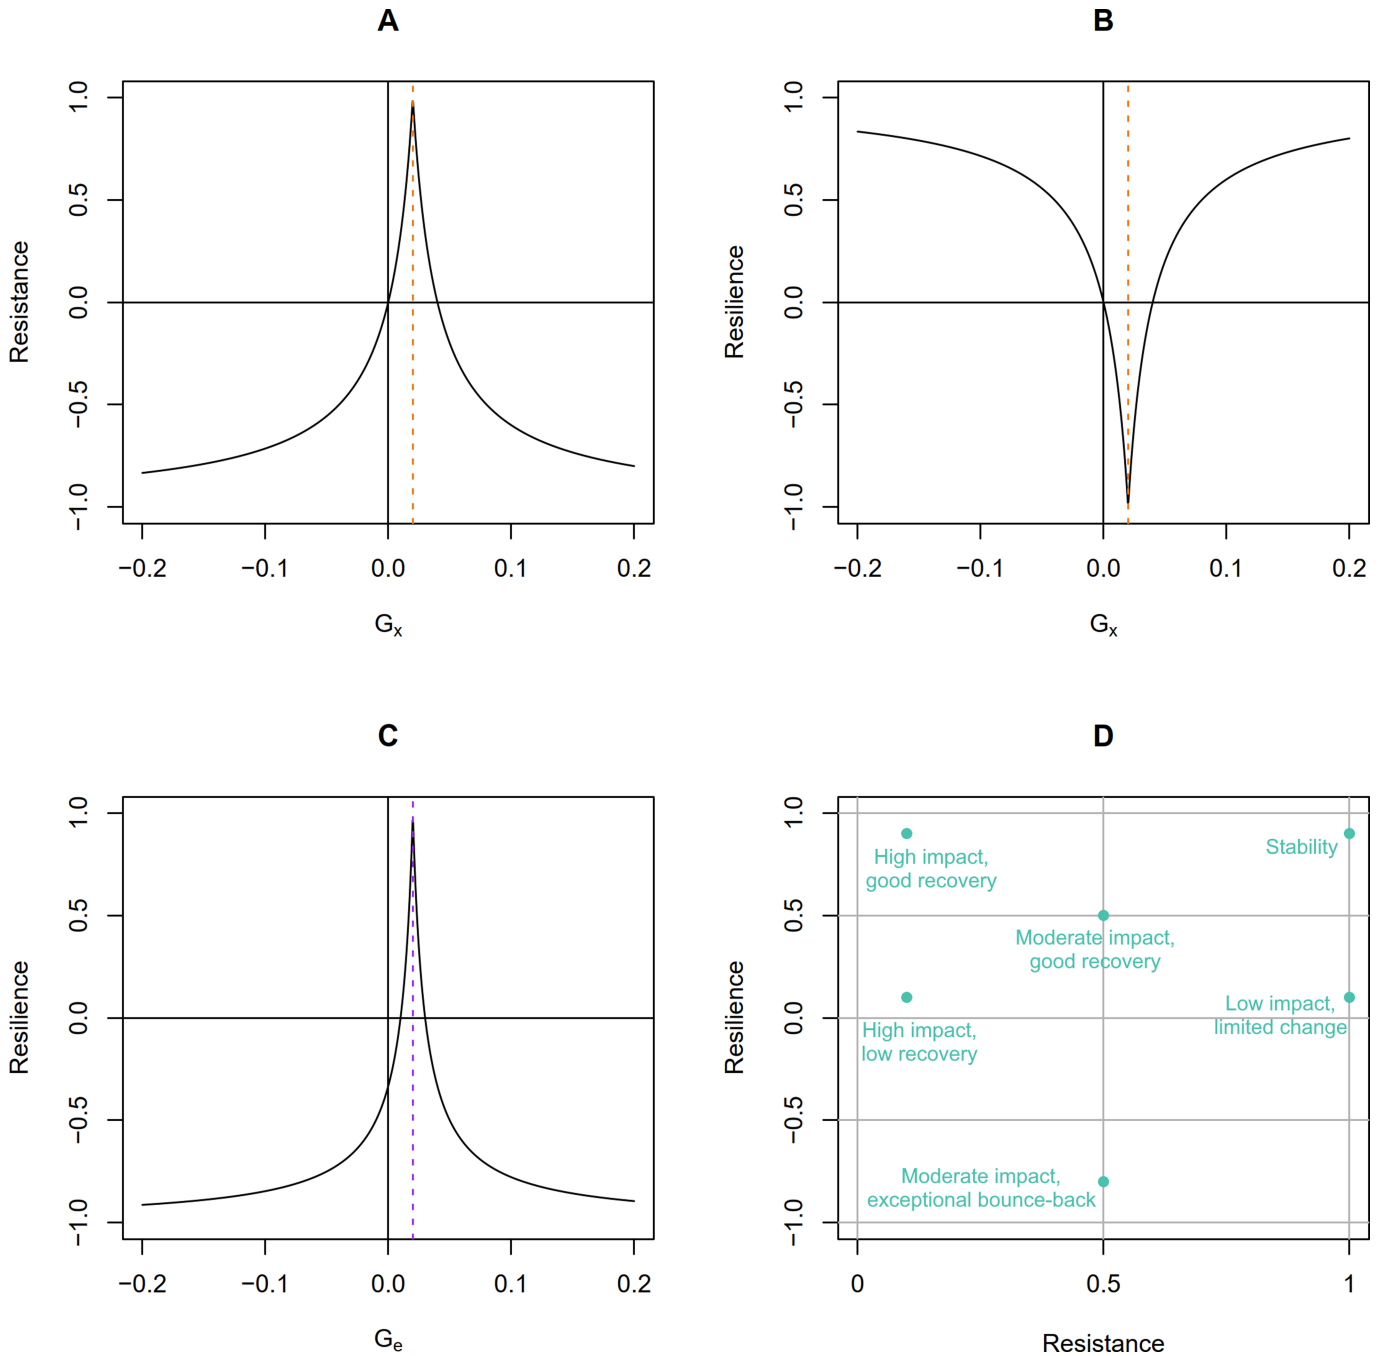 A
Resistance
1.0
0.5
0.0
−0.5
−1.0
−0.2
−0.1
0.0
0.1
0.2
Gx
B
Resilience
1.0
0.5
0.0
−0.5
−1.0
−0.2
−0.1
0.0
0.1
0.2
Gx
C
Resilience
1.0
0.5
0.0
−0.5
−1.0
−0.2
−0.1
0.0
0.1
0.2
Ge
D
Resilience
1.0
0.5
0.0
−0.5
−1.0
High impact,
good recovery
Stability
Moderate impact,
good recovery
High impact,
low recovery
Low impact,
limited change
Moderate impact,
exceptional bounce-back
0
0.5
1
Resistance